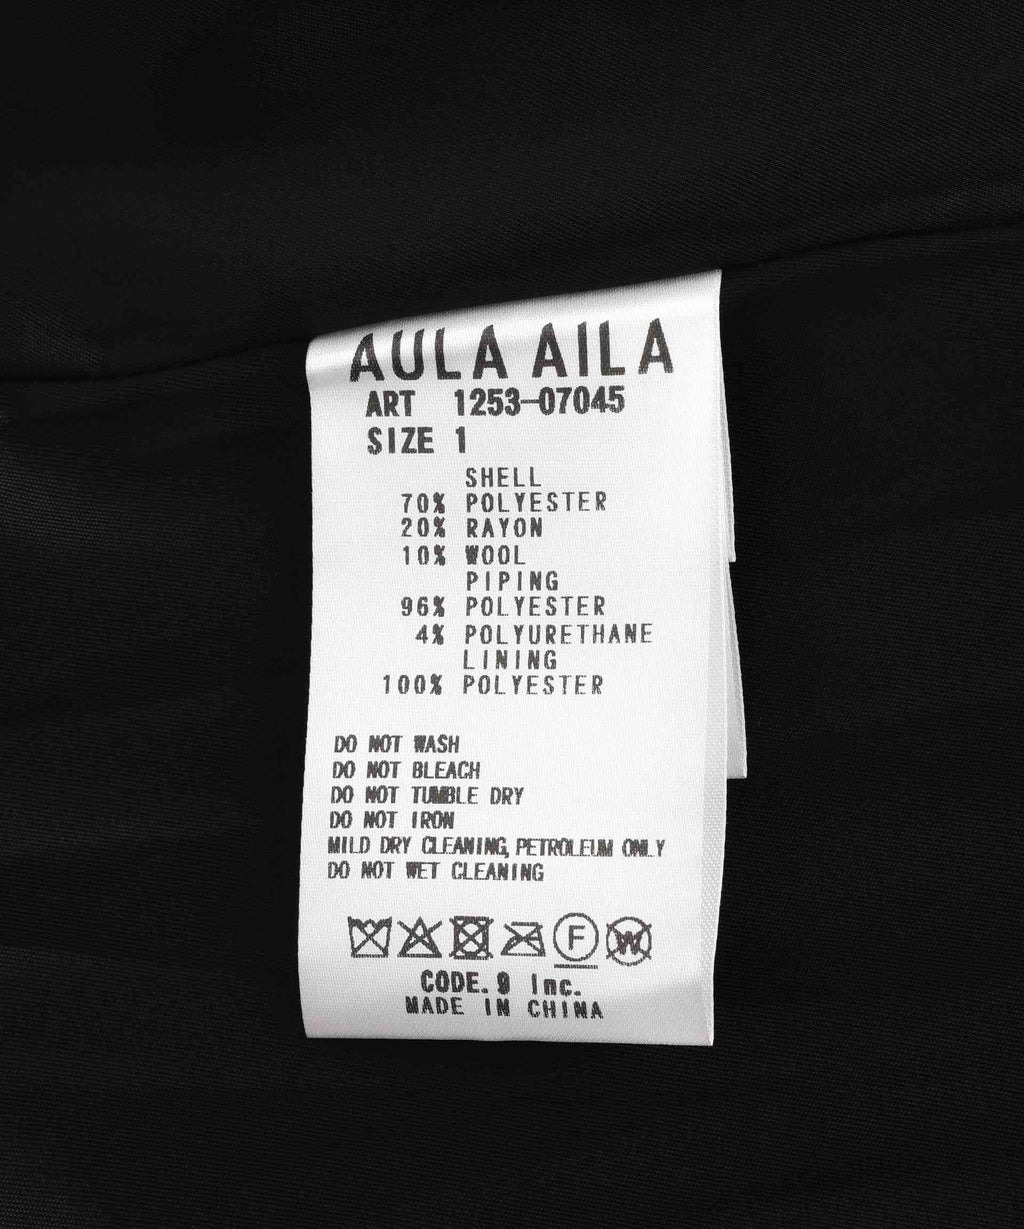 AULA AILA
ART 1253-07045
SIZE 1
SHELL
70% POLYESTER
20% RAYON
10% WOOL
PIPING
96% POLYESTER
4% POLYURETHANE
LINING
100% POLYESTER
DO NOT WASH
DO NOT BLEACH
DO NOT TUMBLE DRY
DO NOT IRON
MILD DRY CLEANING, PETROLEUM ONLY
DO NOT WET CLEANING
F W
CODE. 9 Inc.
MADE IN CHINA